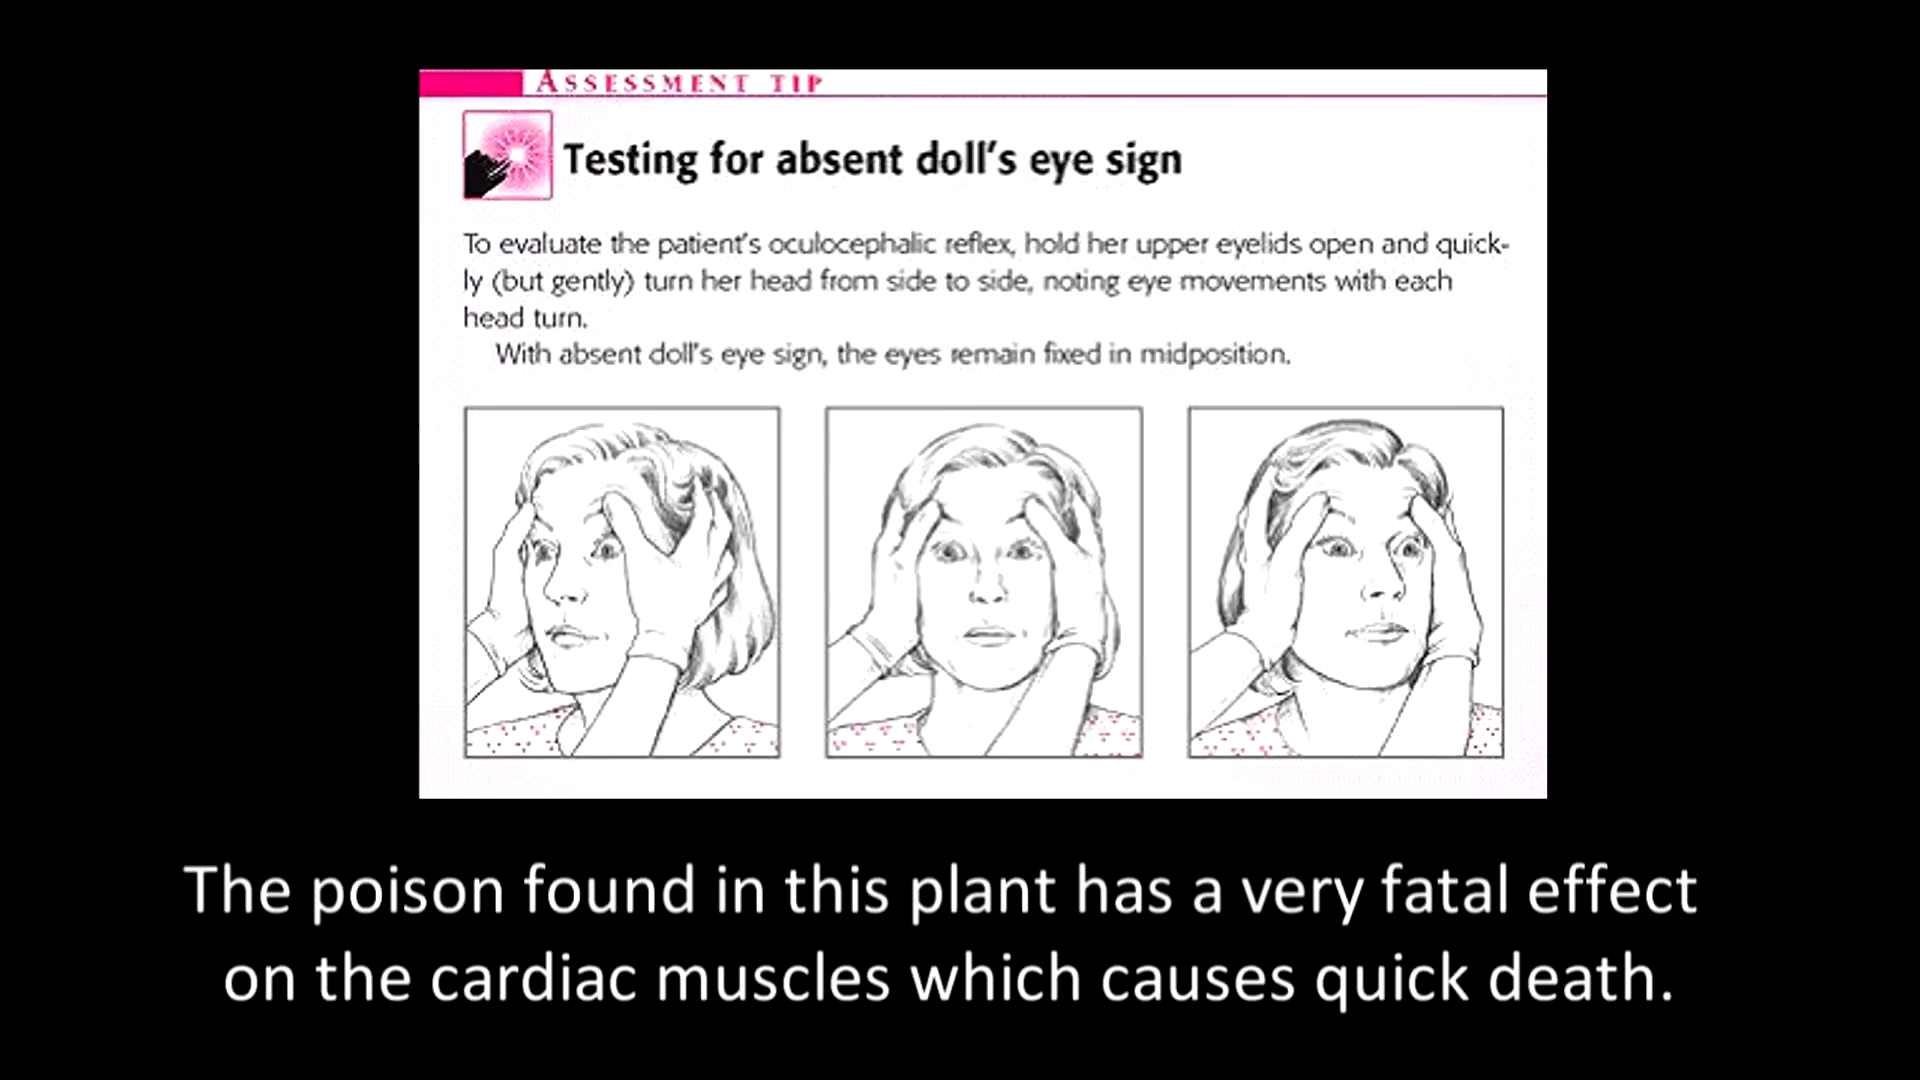 ASSESSMENT TIP
Testing for absent doll's eye sign
To evaluate the patient's oculocephalic reflex, hold her upper eyelids open and quick-
ly (but gently) turn her head from side to side, noting eye movements with each
head turn.
With absent doll's eye sign, the eyes remain fixed in midposition.
The poison found in this plant has a very fatal effect
on the cardiac muscles which causes quick death.